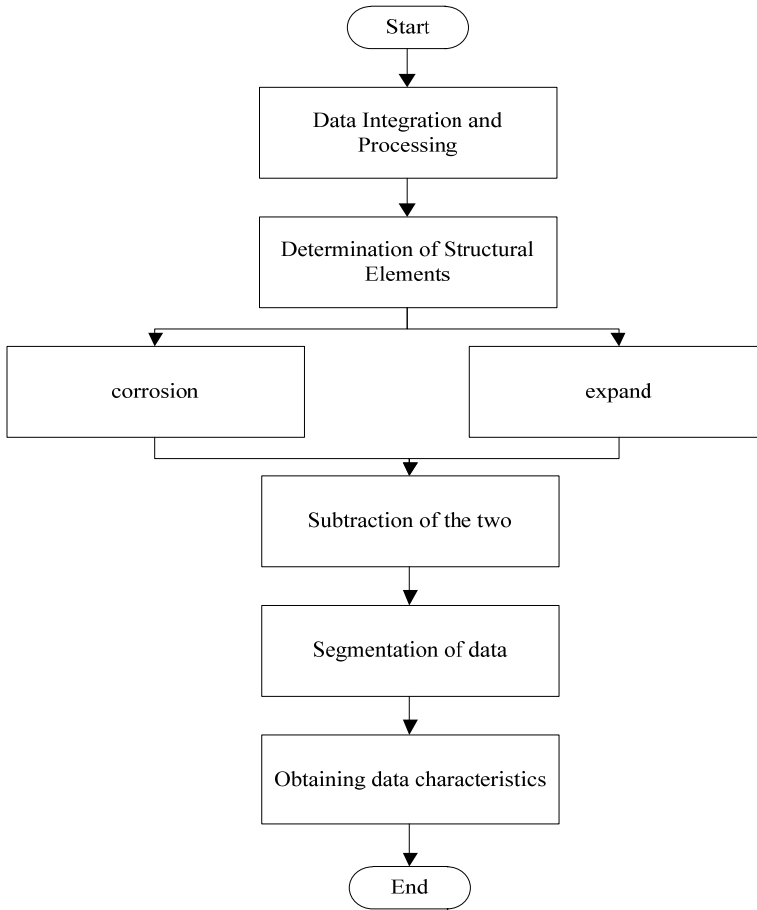 Start
Data Integration and
Processing
Determination of Structural
Elements
corrosion
expand
Subtraction of the two
Segmentation of data
Obtaining data characteristics
End